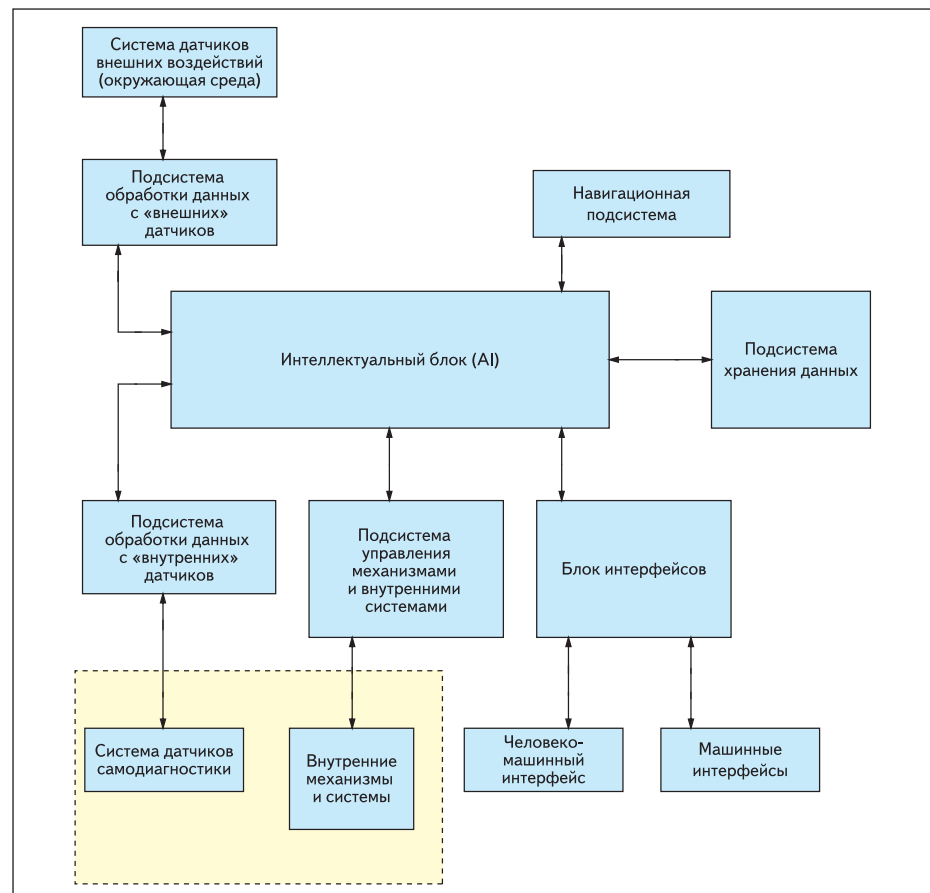 Система датчиков
внешних воздействий
(окружающая среда)
Подсистема
обработки данных
с «внешних»
датчиков
Навигационная
подсистема
Интеллектуальный блок (AI)
Подсистема
хранения данных
Подсистема
обработки данных
с «внутренних»
датчиков
Подсистема
управления
механизмами
и внутренними
системами
Блок интерфейсов
Система датчиков
самодиагностики
Внутренние
механизмы
и системы
Человеко-
машинный
интерфейс
Машинные
интерфейсы